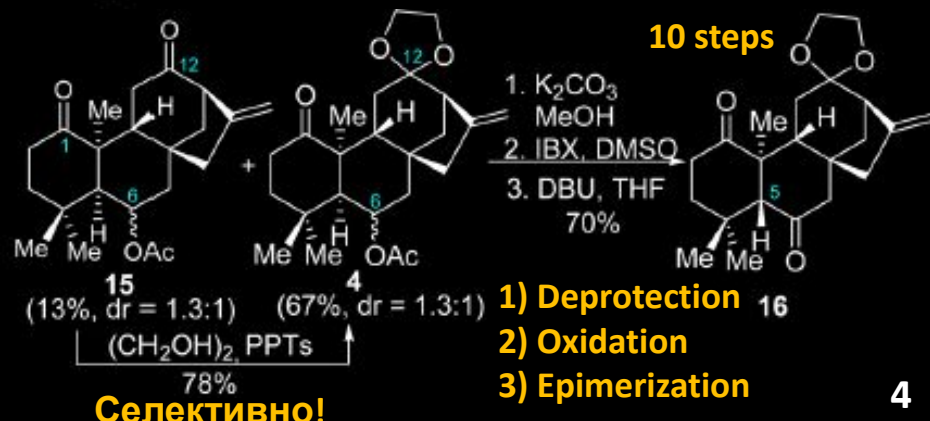 10 steps
O
12
O
Me
H
1
6
H
Me
Me
OAc
15
(13%, dr = 1.3:1)
+
O
O
12
O
Me
H
6
H
Me
Me
OAc
4
(67%, dr = 1.3:1)
(CH₂OH)₂, PPTs
78%
Селективно!
1. K₂CO₃
MeOH
2. IBX, DMSO
3. DBU, THF
70%
O
O
12
O
Me
H
5
H
Me
Me
O
16
1) Deprotection
2) Oxidation
3) Epimerization
4